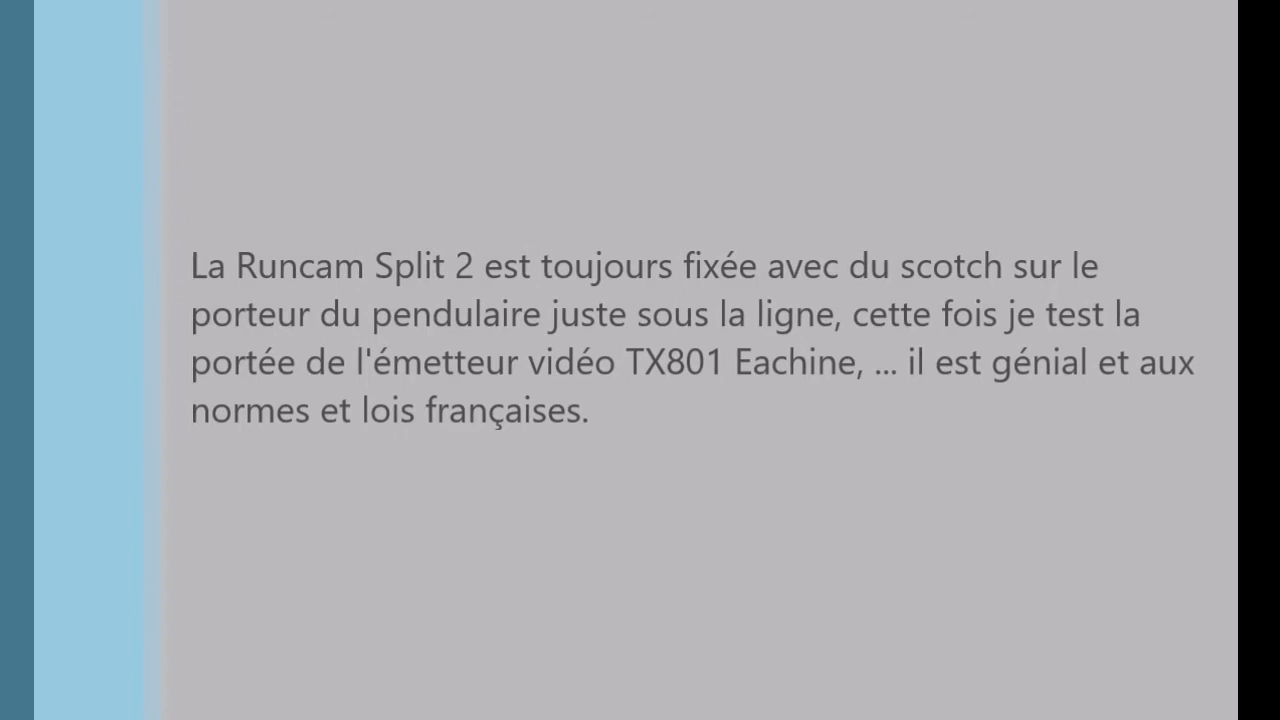 La Runcam Split 2 est toujours fixée avec du scotch sur le
porteur du pendulaire juste sous la ligne, cette fois je test la
portée de l'émetteur vidéo TX801 Eachine, ... il est génial et aux
normes et lois françaises.